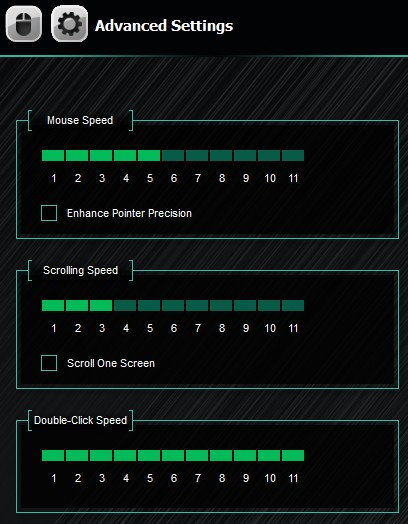 Advanced Settings
Mouse Speed
1 2 3 4 5 6 7 8 9 10 11
Enhance Pointer Precision
Scrolling Speed
1 2 3 4 5 6 7 8 9 10 11
Scroll One Screen
Double-Click Speed
1 2 3 4 5 6 7 8 9 10 11